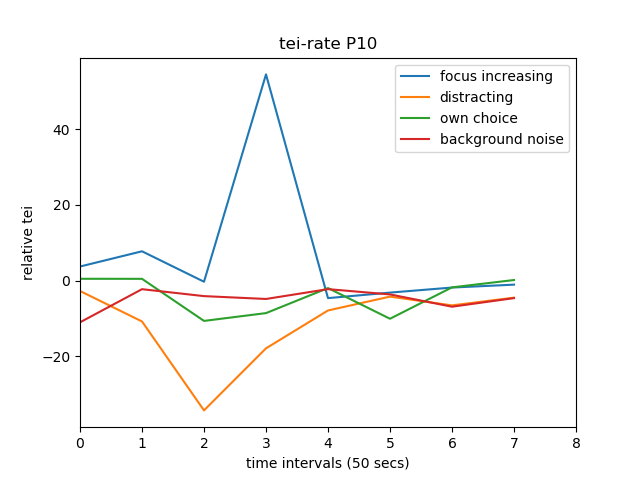 tei-rate P10
focus increasing
distracting
own choice
background noise
relative tei
40
20
0
−20
0 1 2 3 4 5 6 7 8
time intervals (50 secs)